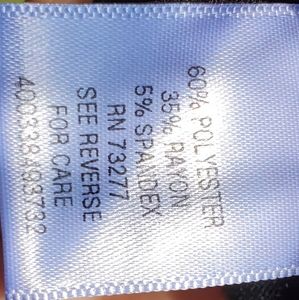 60% POLYESTER
35% RAYON
5% SPANDEX
RN 73277
SEE REVERSE
FOR CARE
400338493732